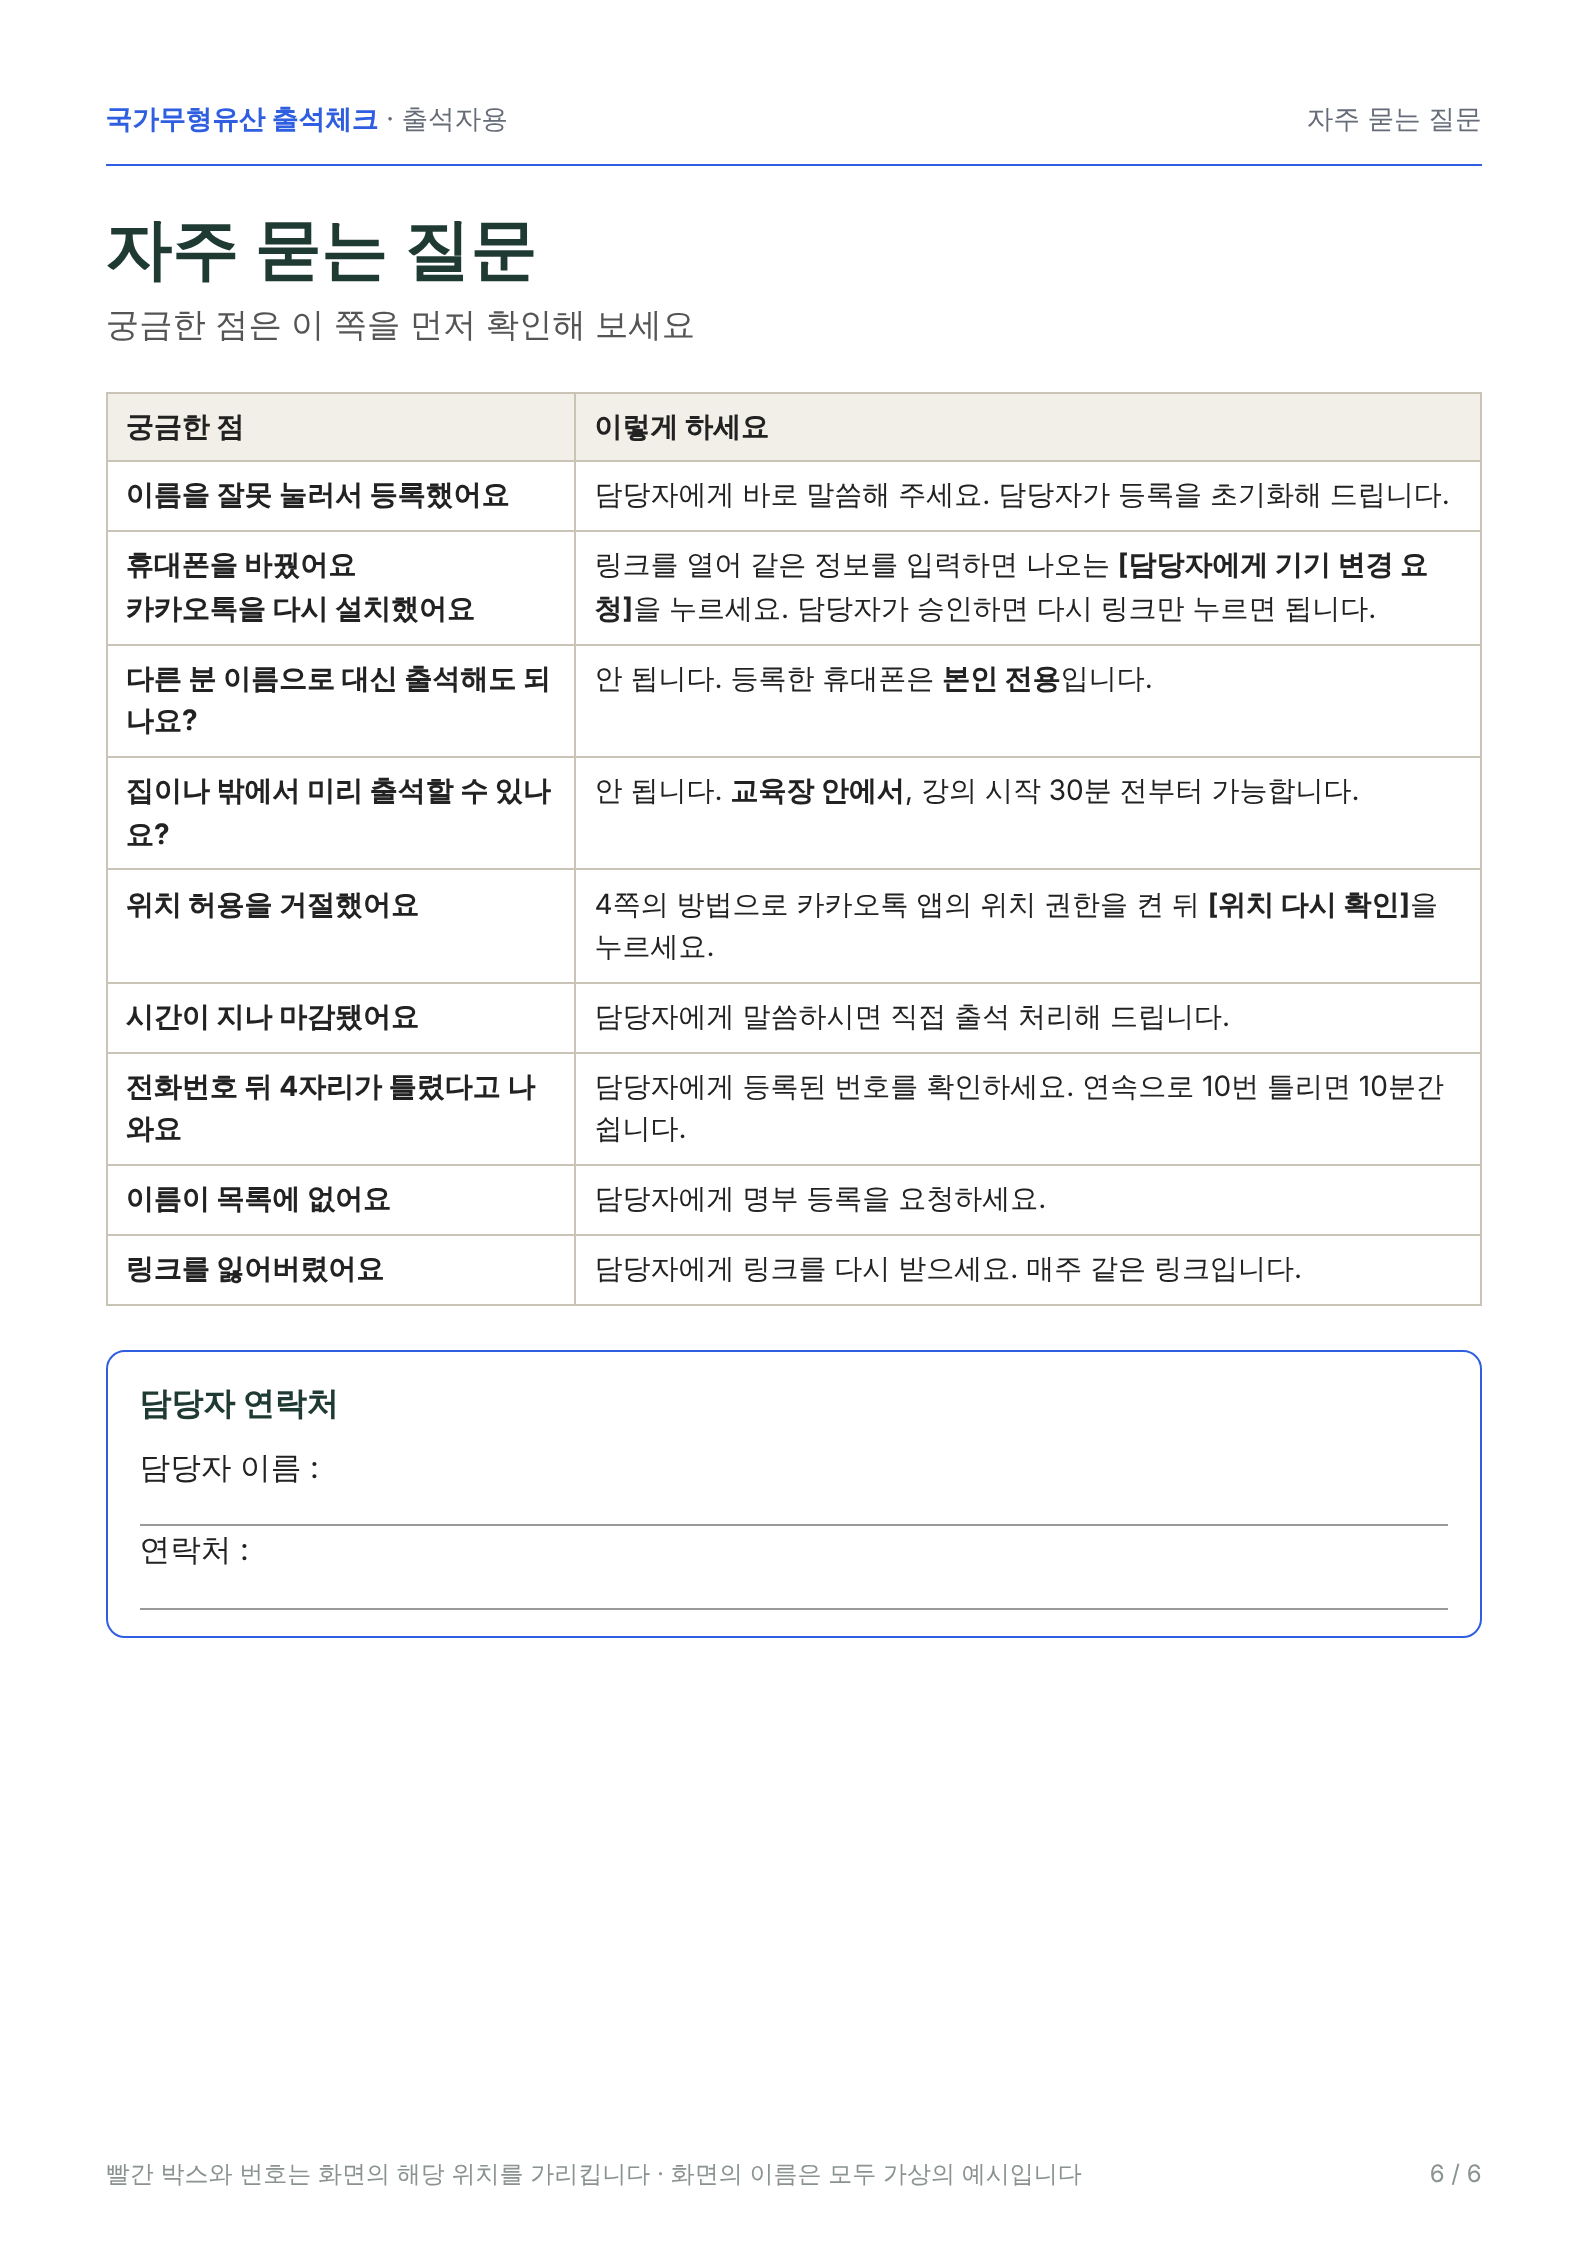 국가무형유산 출석체크 · 출석자용
자주 묻는 질문
자주 묻는 질문
궁금한 점은 이 쪽을 먼저 확인해 보세요
궁금한 점
이렇게 하세요
이름을 잘못 눌러서 등록했어요
담당자에게 바로 말씀해 주세요. 담당자가 등록을 초기화해 드립니다.
휴대폰을 바꿨어요
카카오톡을 다시 설치했어요
링크를 열어 같은 정보를 입력하면 나오는 [담당자에게 기기 변경 요
청]을 누르세요. 담당자가 승인하면 다시 링크만 누르면 됩니다.
다른 분 이름으로 대신 출석해도 되
나요?
안 됩니다. 등록한 휴대폰은 본인 전용입니다.
집이나 밖에서 미리 출석할 수 있나
요?
안 됩니다. 교육장 안에서, 강의 시작 30분 전부터 가능합니다.
위치 허용을 거절했어요
4쪽의 방법으로 카카오톡 앱의 위치 권한을 켠 뒤 [위치 다시 확인]을
누르세요.
시간이 지나 마감됐어요
담당자에게 말씀하시면 직접 출석 처리해 드립니다.
전화번호 뒤 4자리가 틀렸다고 나
와요
담당자에게 등록된 번호를 확인하세요. 연속으로 10번 틀리면 10분간
쉽니다.
이름이 목록에 없어요
담당자에게 명부 등록을 요청하세요.
링크를 잃어버렸어요
담당자에게 링크를 다시 받으세요. 매주 같은 링크입니다.
담당자 연락처
담당자 이름 :
연락처 :
빨간 박스와 번호는 화면의 해당 위치를 가리킵니다 · 화면의 이름은 모두 가상의 예시입니다
6 / 6